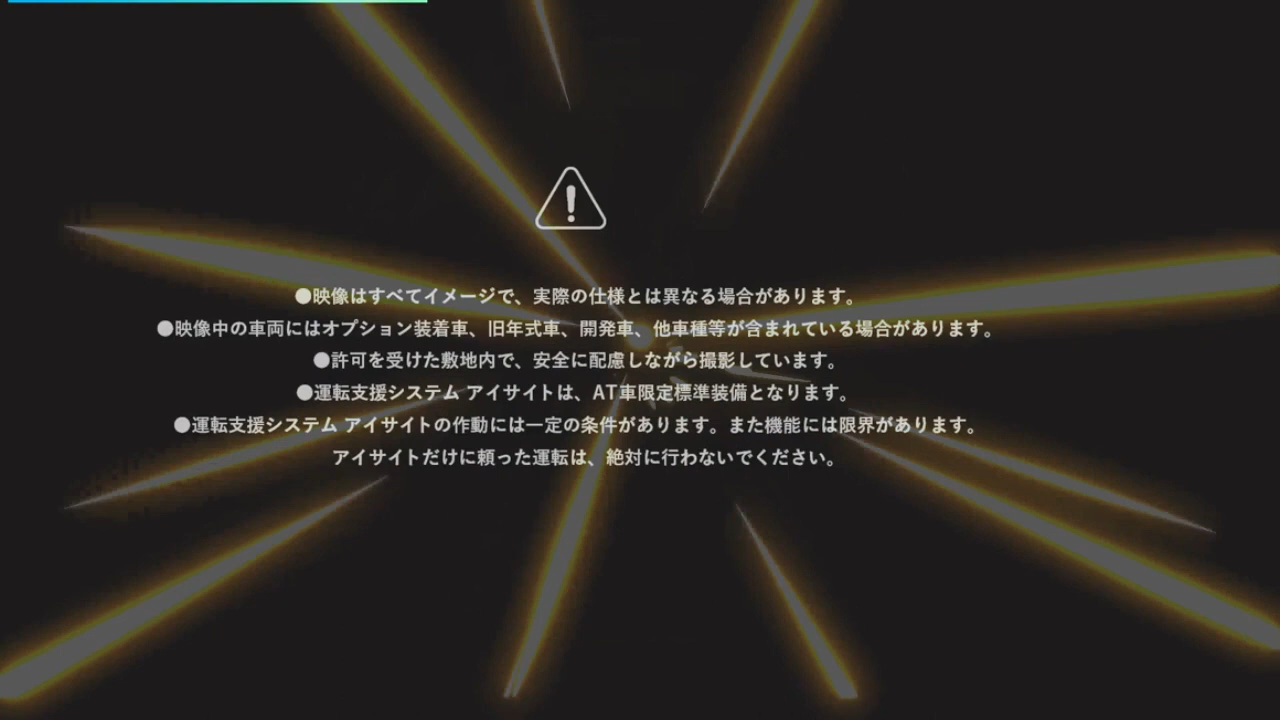 ●映像はすべてイメージで、実際の仕様とは異なる場合があります。
●映像中の車両にはオプション装着車、旧年式車、開発車、他車種等が含まれている場合があります。
●許可を受けた敷地内で、安全に配慮しながら撮影しています。
●運転支援システム アイサイトは、AT車限定標準装備となります。
●運転支援システム アイサイトの作動には一定の条件があります。また機能には限界があります。
アイサイトだけに頼った運転は、絶対に行わないでください。